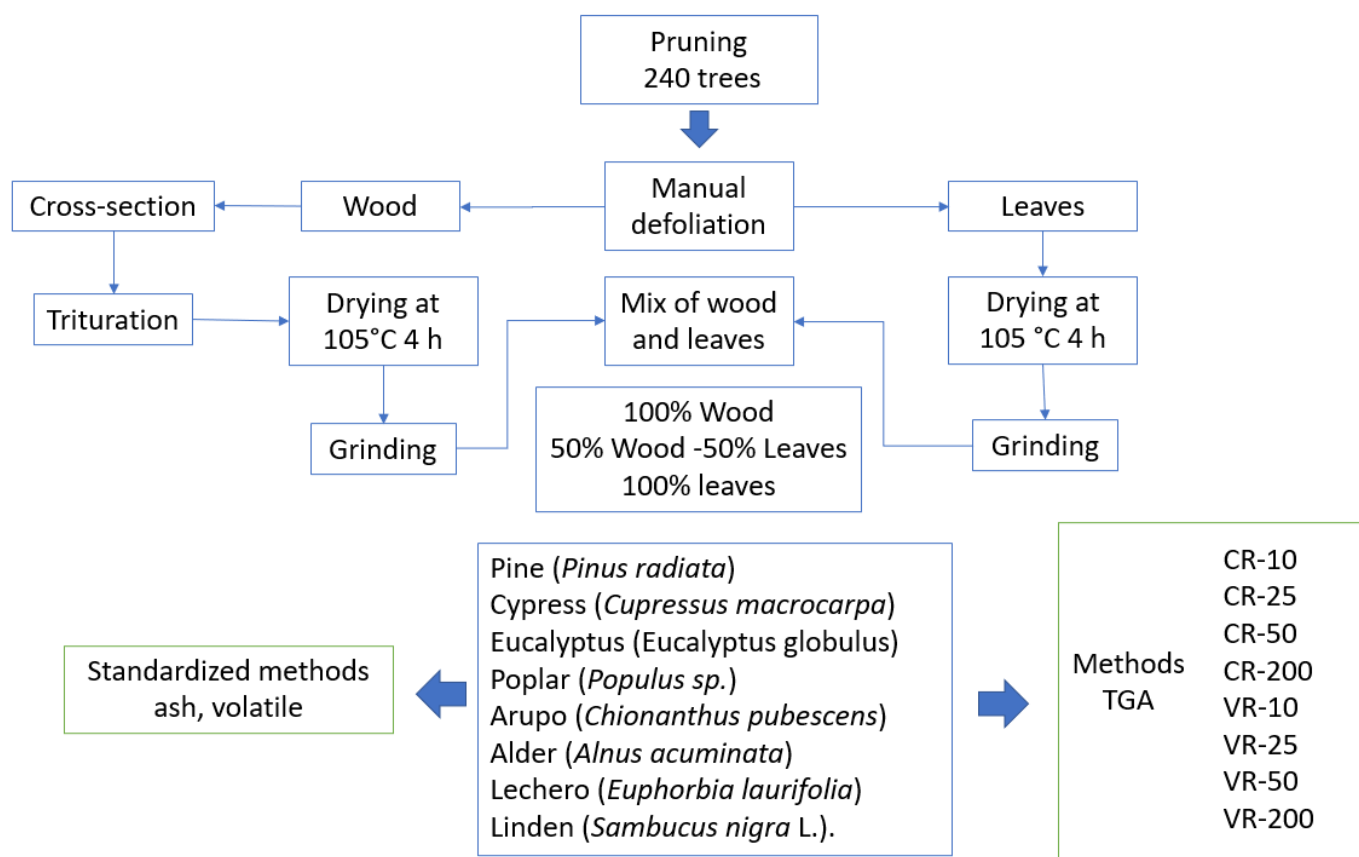 Pruning
240 trees
Cross-section
Wood
Manual
defoliation
Leaves
Trituration
Drying at
105°C 4 h
Mix of wood
and leaves
Drying at
105 °C 4 h
Grinding
100% Wood
50% Wood -50% Leaves
100% leaves
Grinding
Standardized methods
ash, volatile
Pine (Pinus radiata)
Cypress (Cupressus macrocarpa)
Eucalyptus (Eucalyptus globulus)
Poplar (Populus sp.)
Arupo (Chionanthus pubescens)
Alder (Alnus acuminata)
Lechero (Euphorbia laurifolia)
Linden (Sambucus nigra L.).
Methods
TGA
CR-10
CR-25
CR-50
CR-200
VR-10
VR-25
VR-50
VR-200